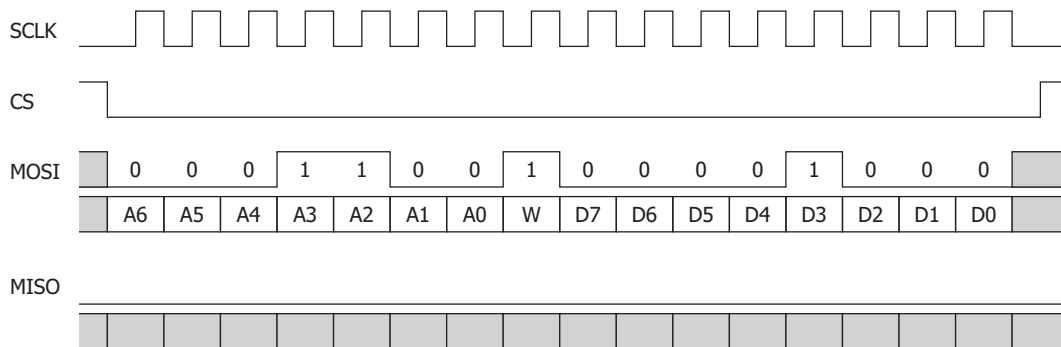 SCLK
CS
MOSI 0 0 0 1 1 0 0 1 0 0 0 0 1 0 0 0
A6 A5 A4 A3 A2 A1 A0 W D7 D6 D5 D4 D3 D2 D1 D0
MISO